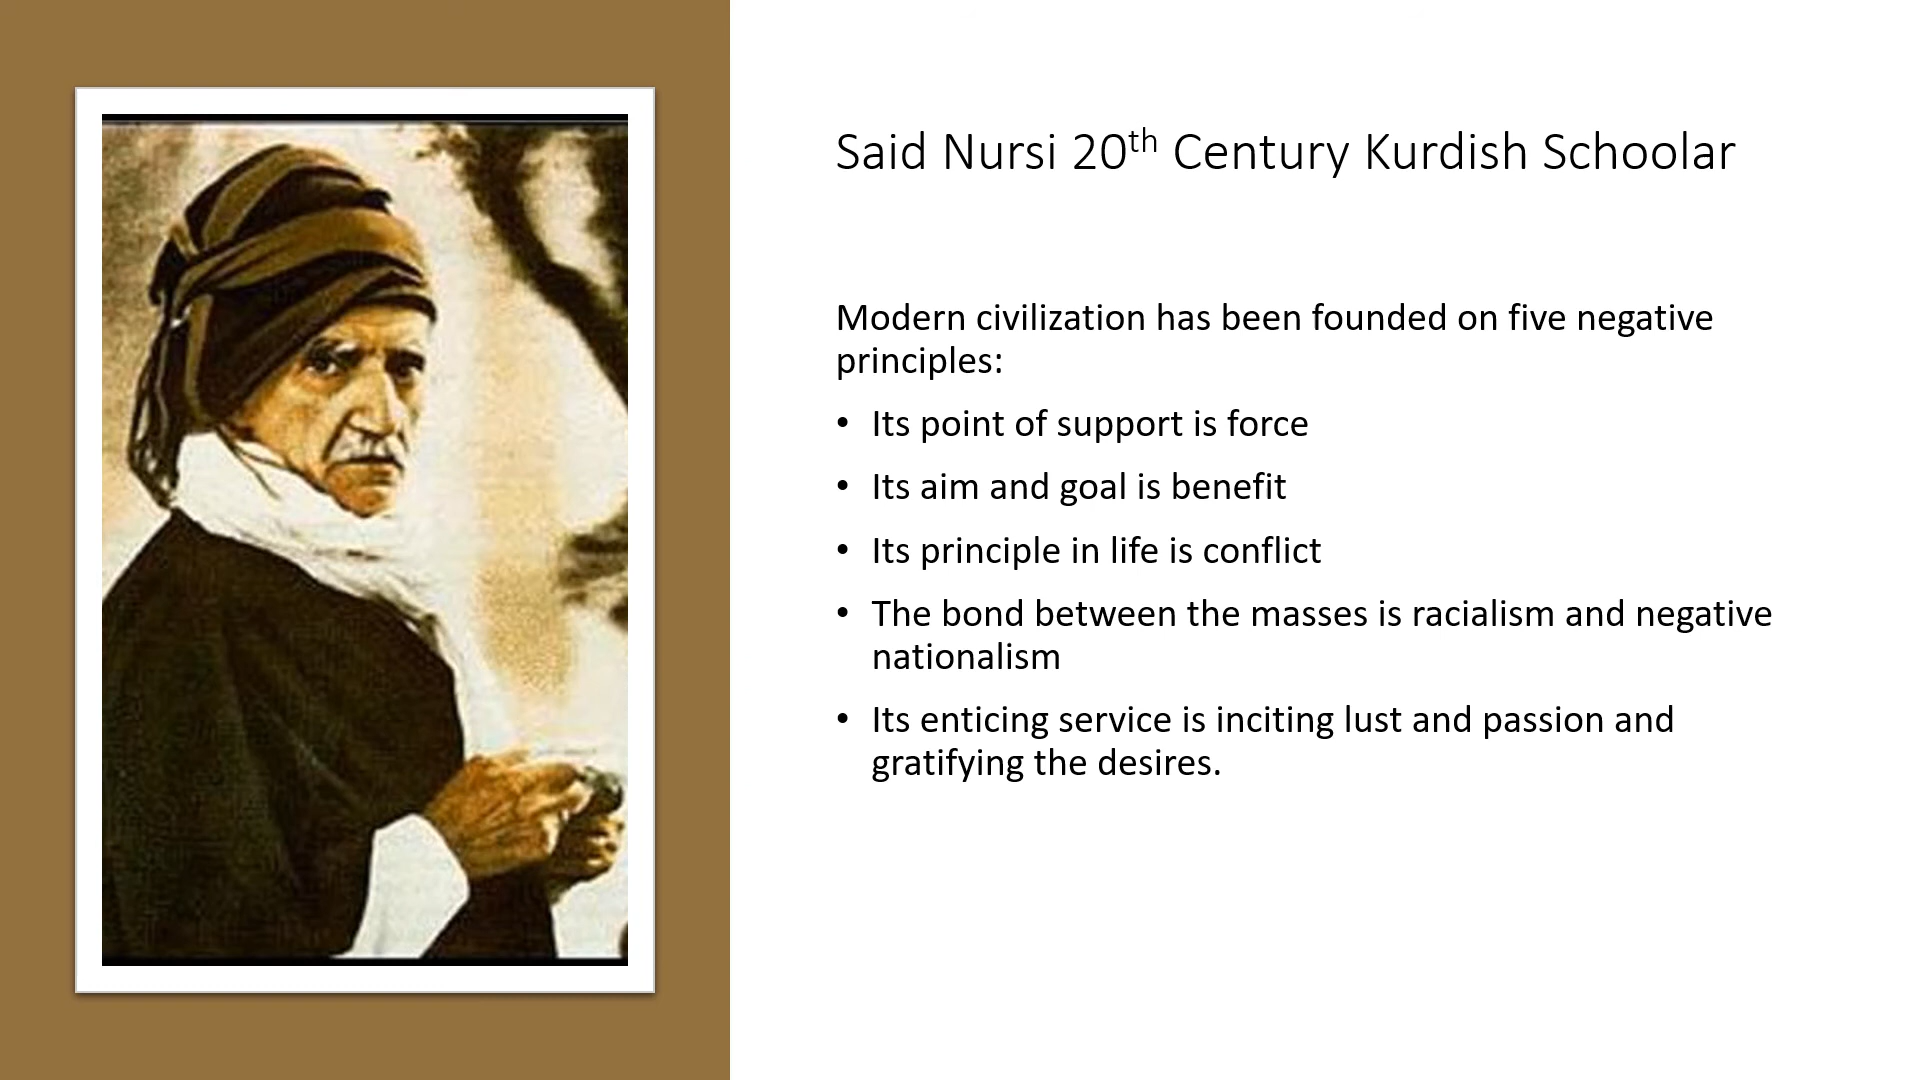 Said Nursi 20th Century Kurdish Schoolar
Modern civilization has been founded on five negative
principles:
• Its point of support is force
• Its aim and goal is benefit
• Its principle in life is conflict
• The bond between the masses is racialism and negative
nationalism
• Its enticing service is inciting lust and passion and
gratifying the desires.